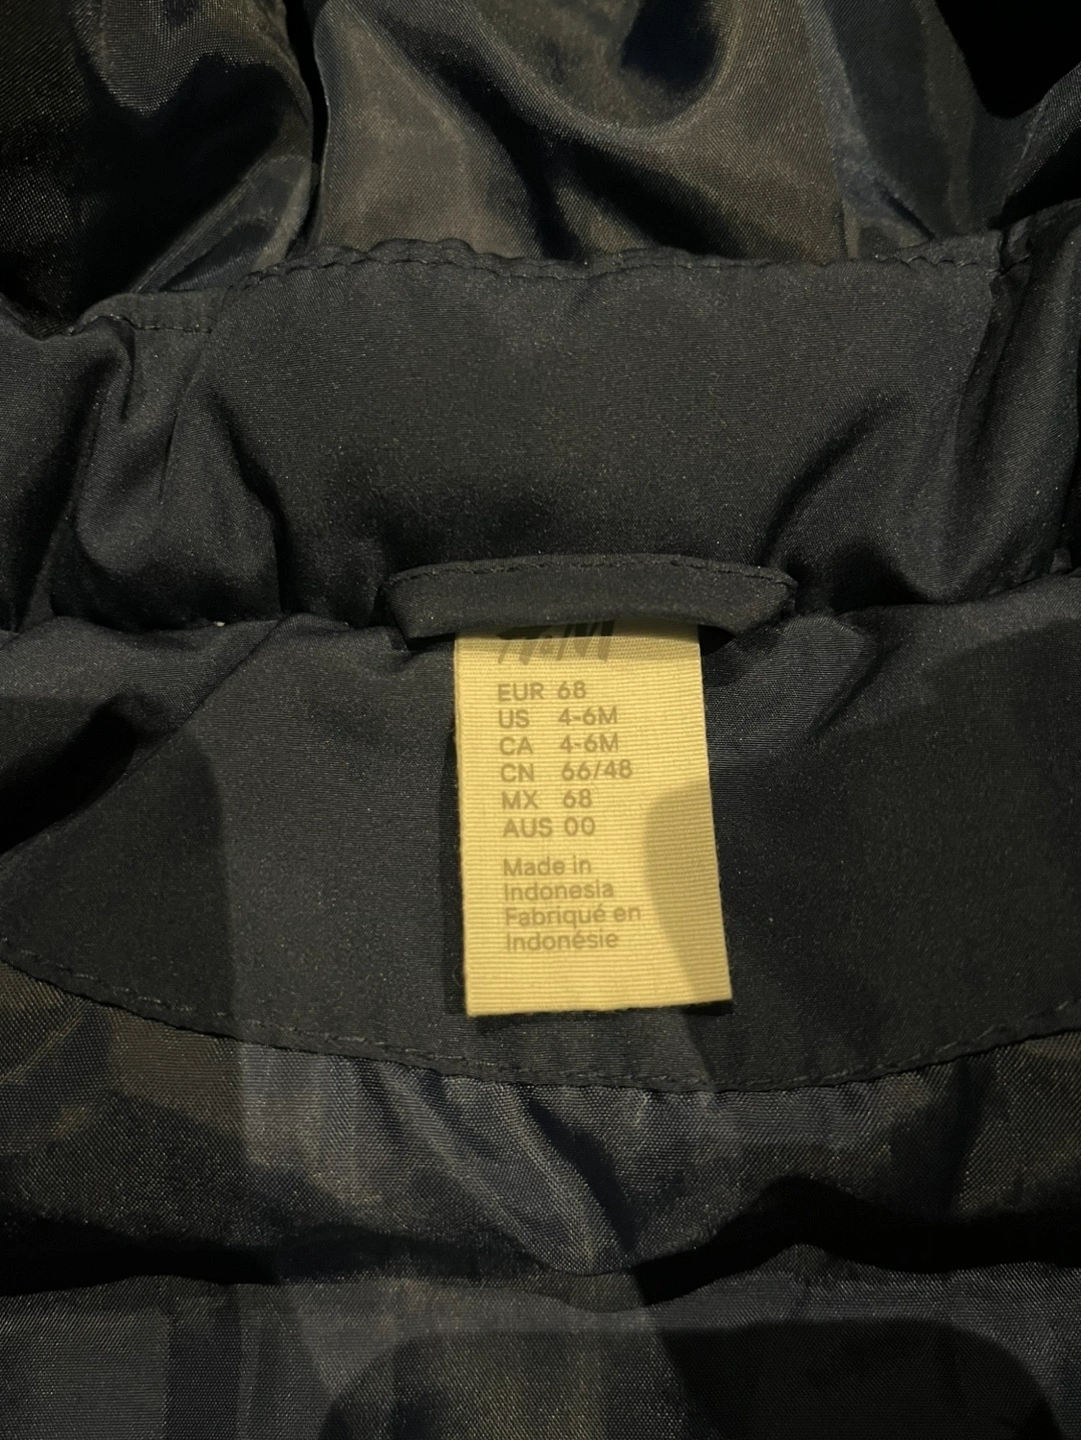 H&M
EUR 68
US 4-6M
CA 4-6M
CN 66/48
MX 68
AUS 00
Made in
Indonesia
Fabriqué en
Indonésie